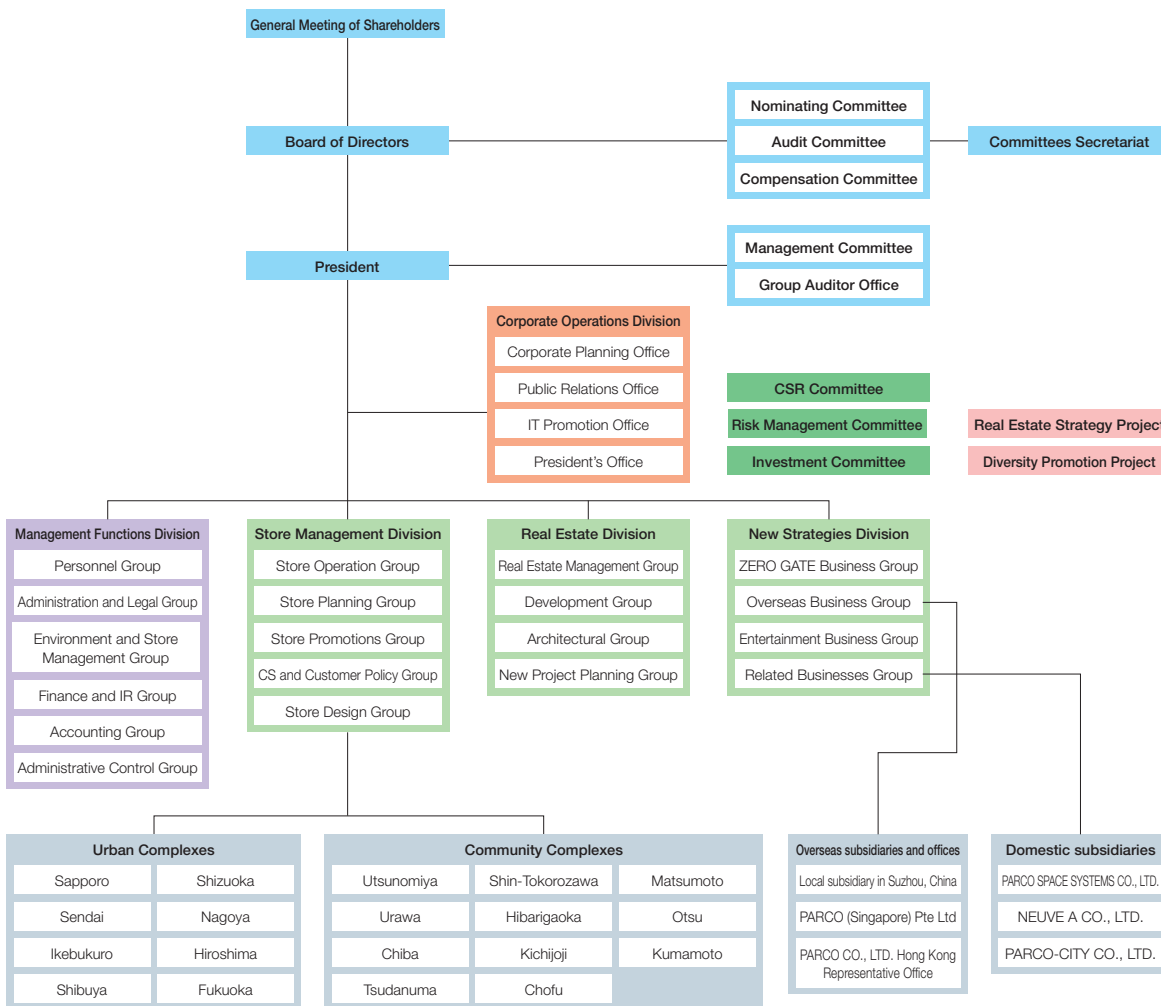 General Meeting of Shareholders
Board of Directors
Nominating Committee
Audit Committee
Compensation Committee
Committees Secretariat
President
Management Committee
Group Auditor Office
Corporate Operations Division
Corporate Planning Office
Public Relations Office
IT Promotion Office
President's Office
CSR Committee
Risk Management Committee
Investment Committee
Real Estate Strategy Project
Diversity Promotion Project
Management Functions Division
Personnel Group
Administration and Legal Group
Environment and Store
Management Group
Finance and IR Group
Accounting Group
Administrative Control Group
Store Management Division
Store Operation Group
Store Planning Group
Store Promotions Group
CS and Customer Policy Group
Store Design Group
Real Estate Division
Real Estate Management Group
Development Group
Architectural Group
New Project Planning Group
New Strategies Division
ZERO GATE Business Group
Overseas Business Group
Entertainment Business Group
Related Businesses Group
Urban Complexes
Sapporo
Sendai
Ikebukuro
Shibuya
Shizuoka
Nagoya
Hiroshima
Fukuoka
Community Complexes
Utsunomiya
Urawa
Chiba
Tsudanuma
Shin-Tokorozawa
Hibarigaoka
Kichijoji
Chofu
Matsumoto
Otsu
Kumamoto
Overseas subsidiaries and offices
Local subsidiary in Suzhou, China
PARCO (Singapore) Pte Ltd
PARCO CO., LTD. Hong Kong
Representative Office
Domestic subsidiaries
PARCO SPACE SYSTEMS CO., LTD.
NEUVE A CO., LTD.
PARCO-CITY CO., LTD.